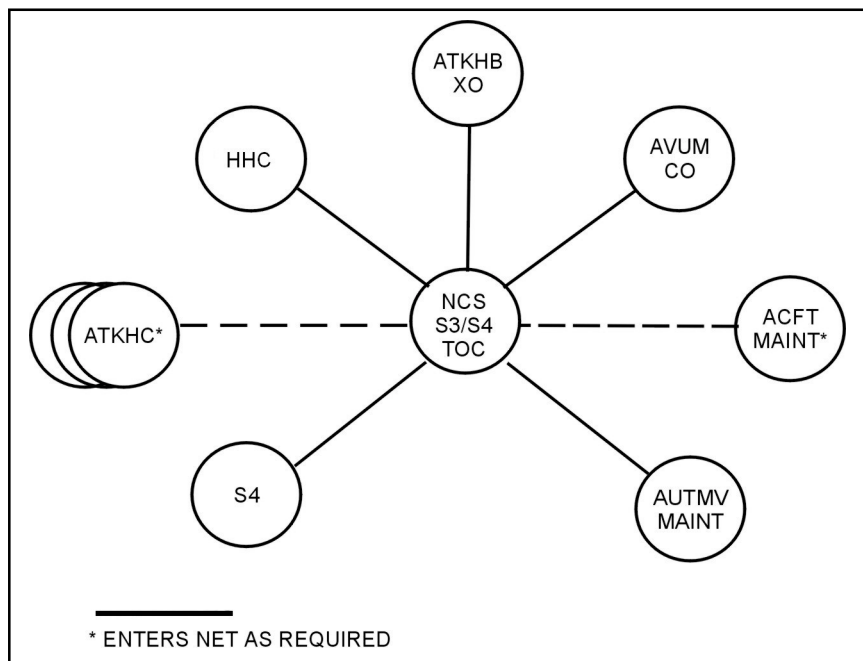 ATKHB
XO
HHC
AVUM
CO
NCS
S3/S4
TOC
ATKHC*
ACFT
MAINT*
S4
AUTMV
MAINT
* ENTERS NET AS REQUIRED